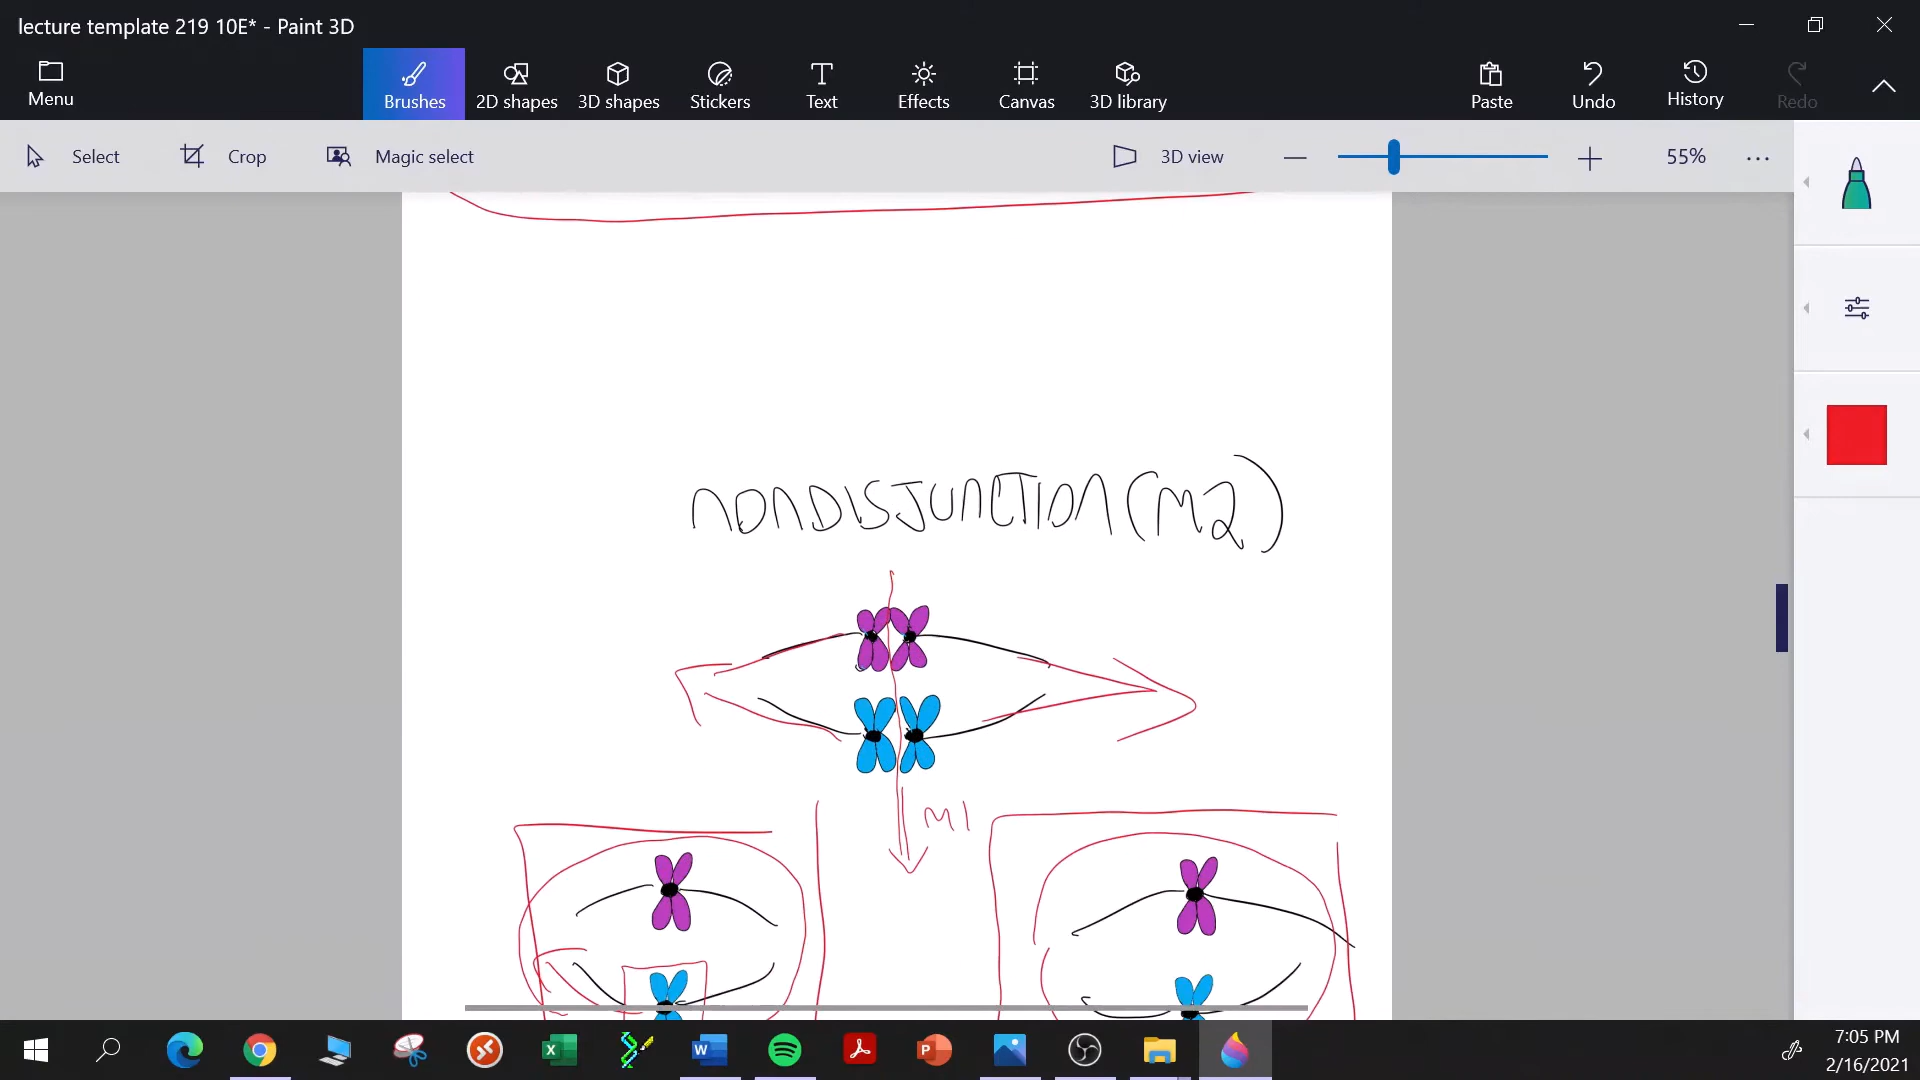 lecture template 219 10E* - Paint 3D
Menu
Brushes
2D shapes
3D shapes
Stickers
Text
Effects
Canvas
3D library
Paste
Undo
History
Redo
Select
Crop
Magic select
3D view
55%
NONDISJUNCTION (M2)
M1
7:05 PM
2/16/2021